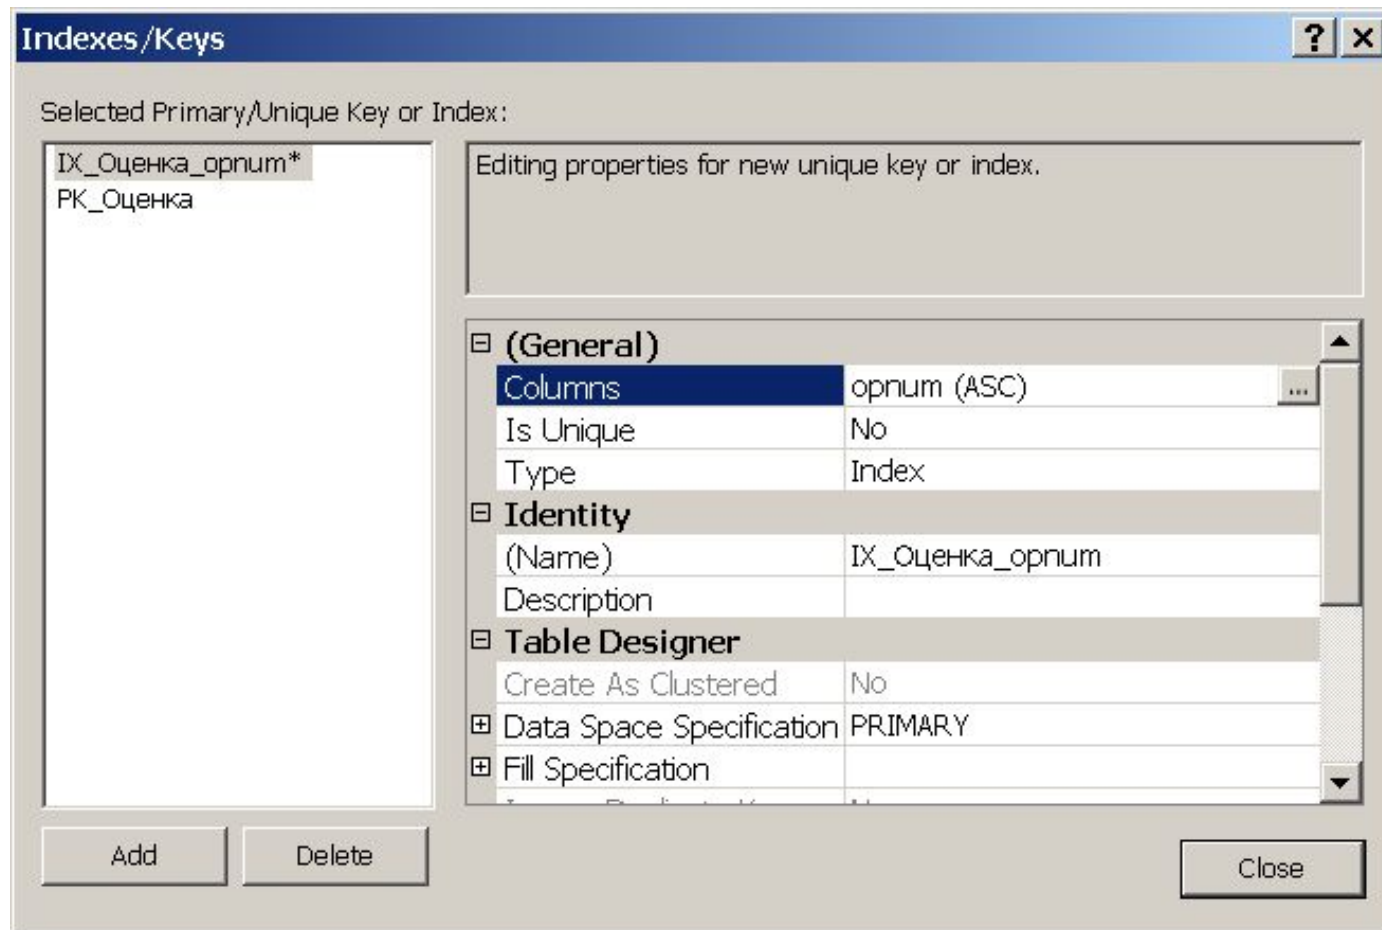 Indexes/Keys
Selected Primary/Unique Key or Index:
IX_Оценка_opnum*
PK_Оценка
Editing properties for new unique key or index.
(General)
Columns opnum (ASC) ...
Is Unique No
Type Index
Identity
(Name) IX_Оценка_opnum
Description
Table Designer
Create As Clustered No
Data Space Specification PRIMARY
Fill Specification
Add Delete
Close